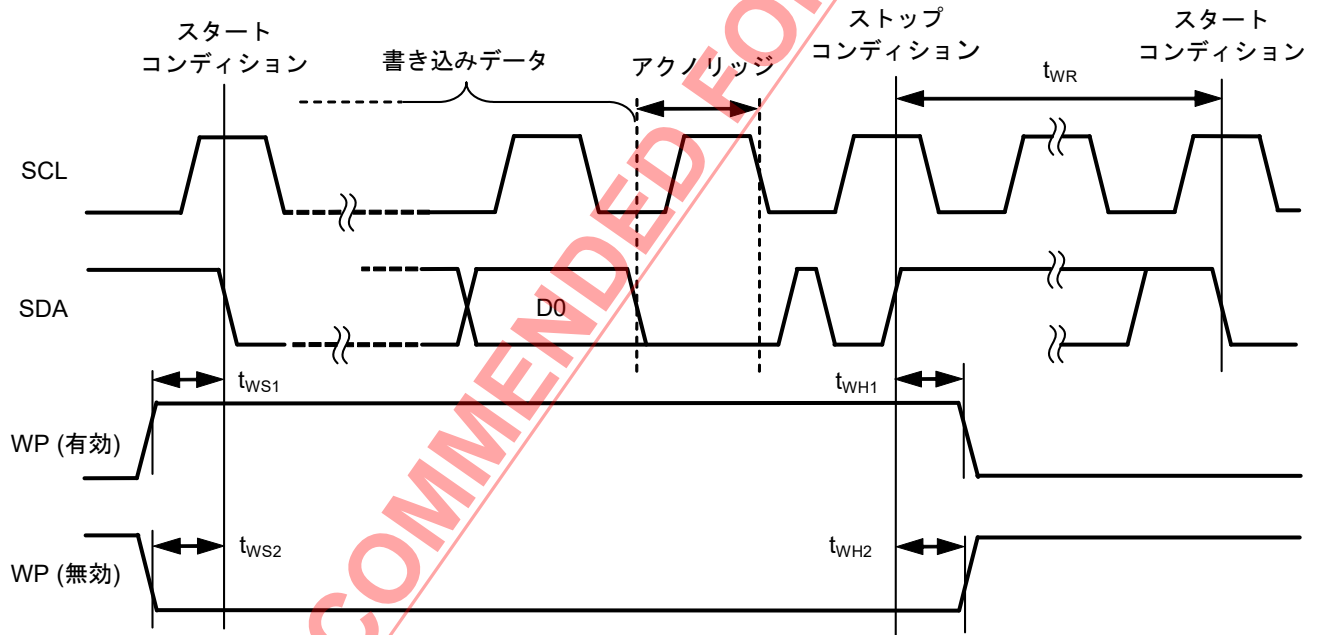 スタート
コンディション
書き込みデータ
アクノリッジ
ストップ
コンディション
スタート
コンディション
tWR
SCL
SDA
D0
tWS1
tWH1
WP (有効)
tWS2
tWH2
WP (無効)
COMMENDED FO